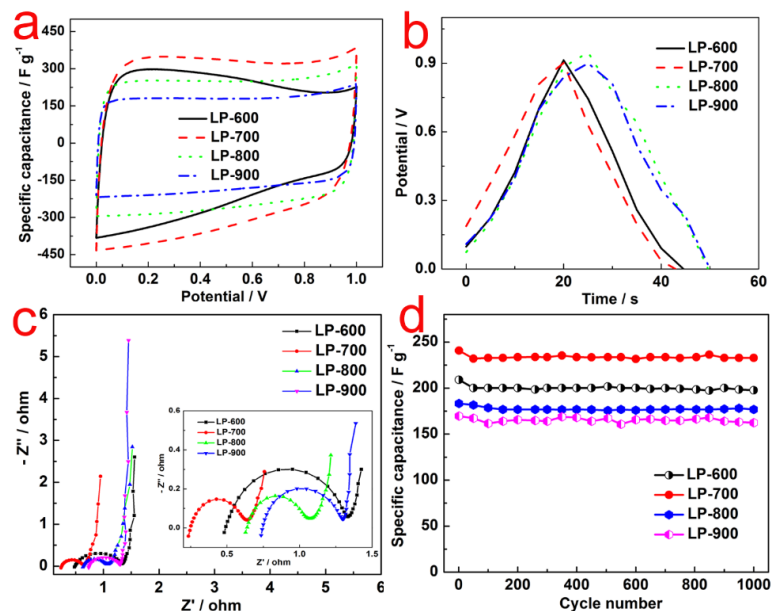 a
Specific capacitance / F g⁻¹
450
300
150
0
-150
-300
-450
LP-600
LP-700
LP-800
LP-900
0.0 0.2 0.4 0.6 0.8 1.0
Potential / V
b
Potential / V
0.9
0.6
0.3
0.0
LP-600
LP-700
LP-800
LP-900
0 20 40 60
Time / s
c
- Z'' / ohm
6
5
4
3
2
1
0
LP-600
LP-700
LP-800
LP-900
- Z'' / ohm
0.6
0.4
0.2
0.0
LP-600
LP-700
LP-800
LP-900
0.5 1.0 1.5
Z' / ohm
1 2 3 4 5 6
Z' / ohm
d
Specific capacitance / F g⁻¹
250
200
150
100
50
0
LP-600
LP-700
LP-800
LP-900
0 200 400 600 800 1000
Cycle number